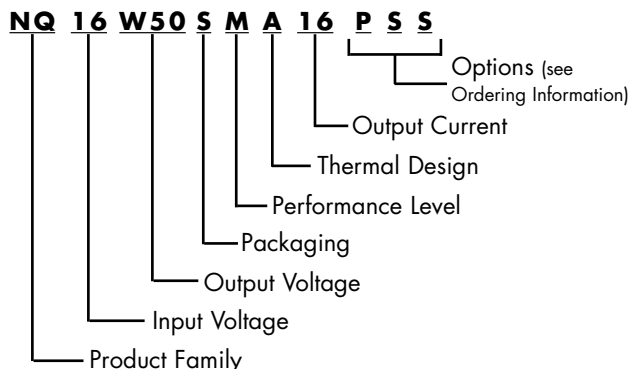 NQ 16 W50 S M A 16 P S S
Options (see
Ordering Information)
Output Current
Thermal Design
Performance Level
Packaging
Output Voltage
Input Voltage
Product Family